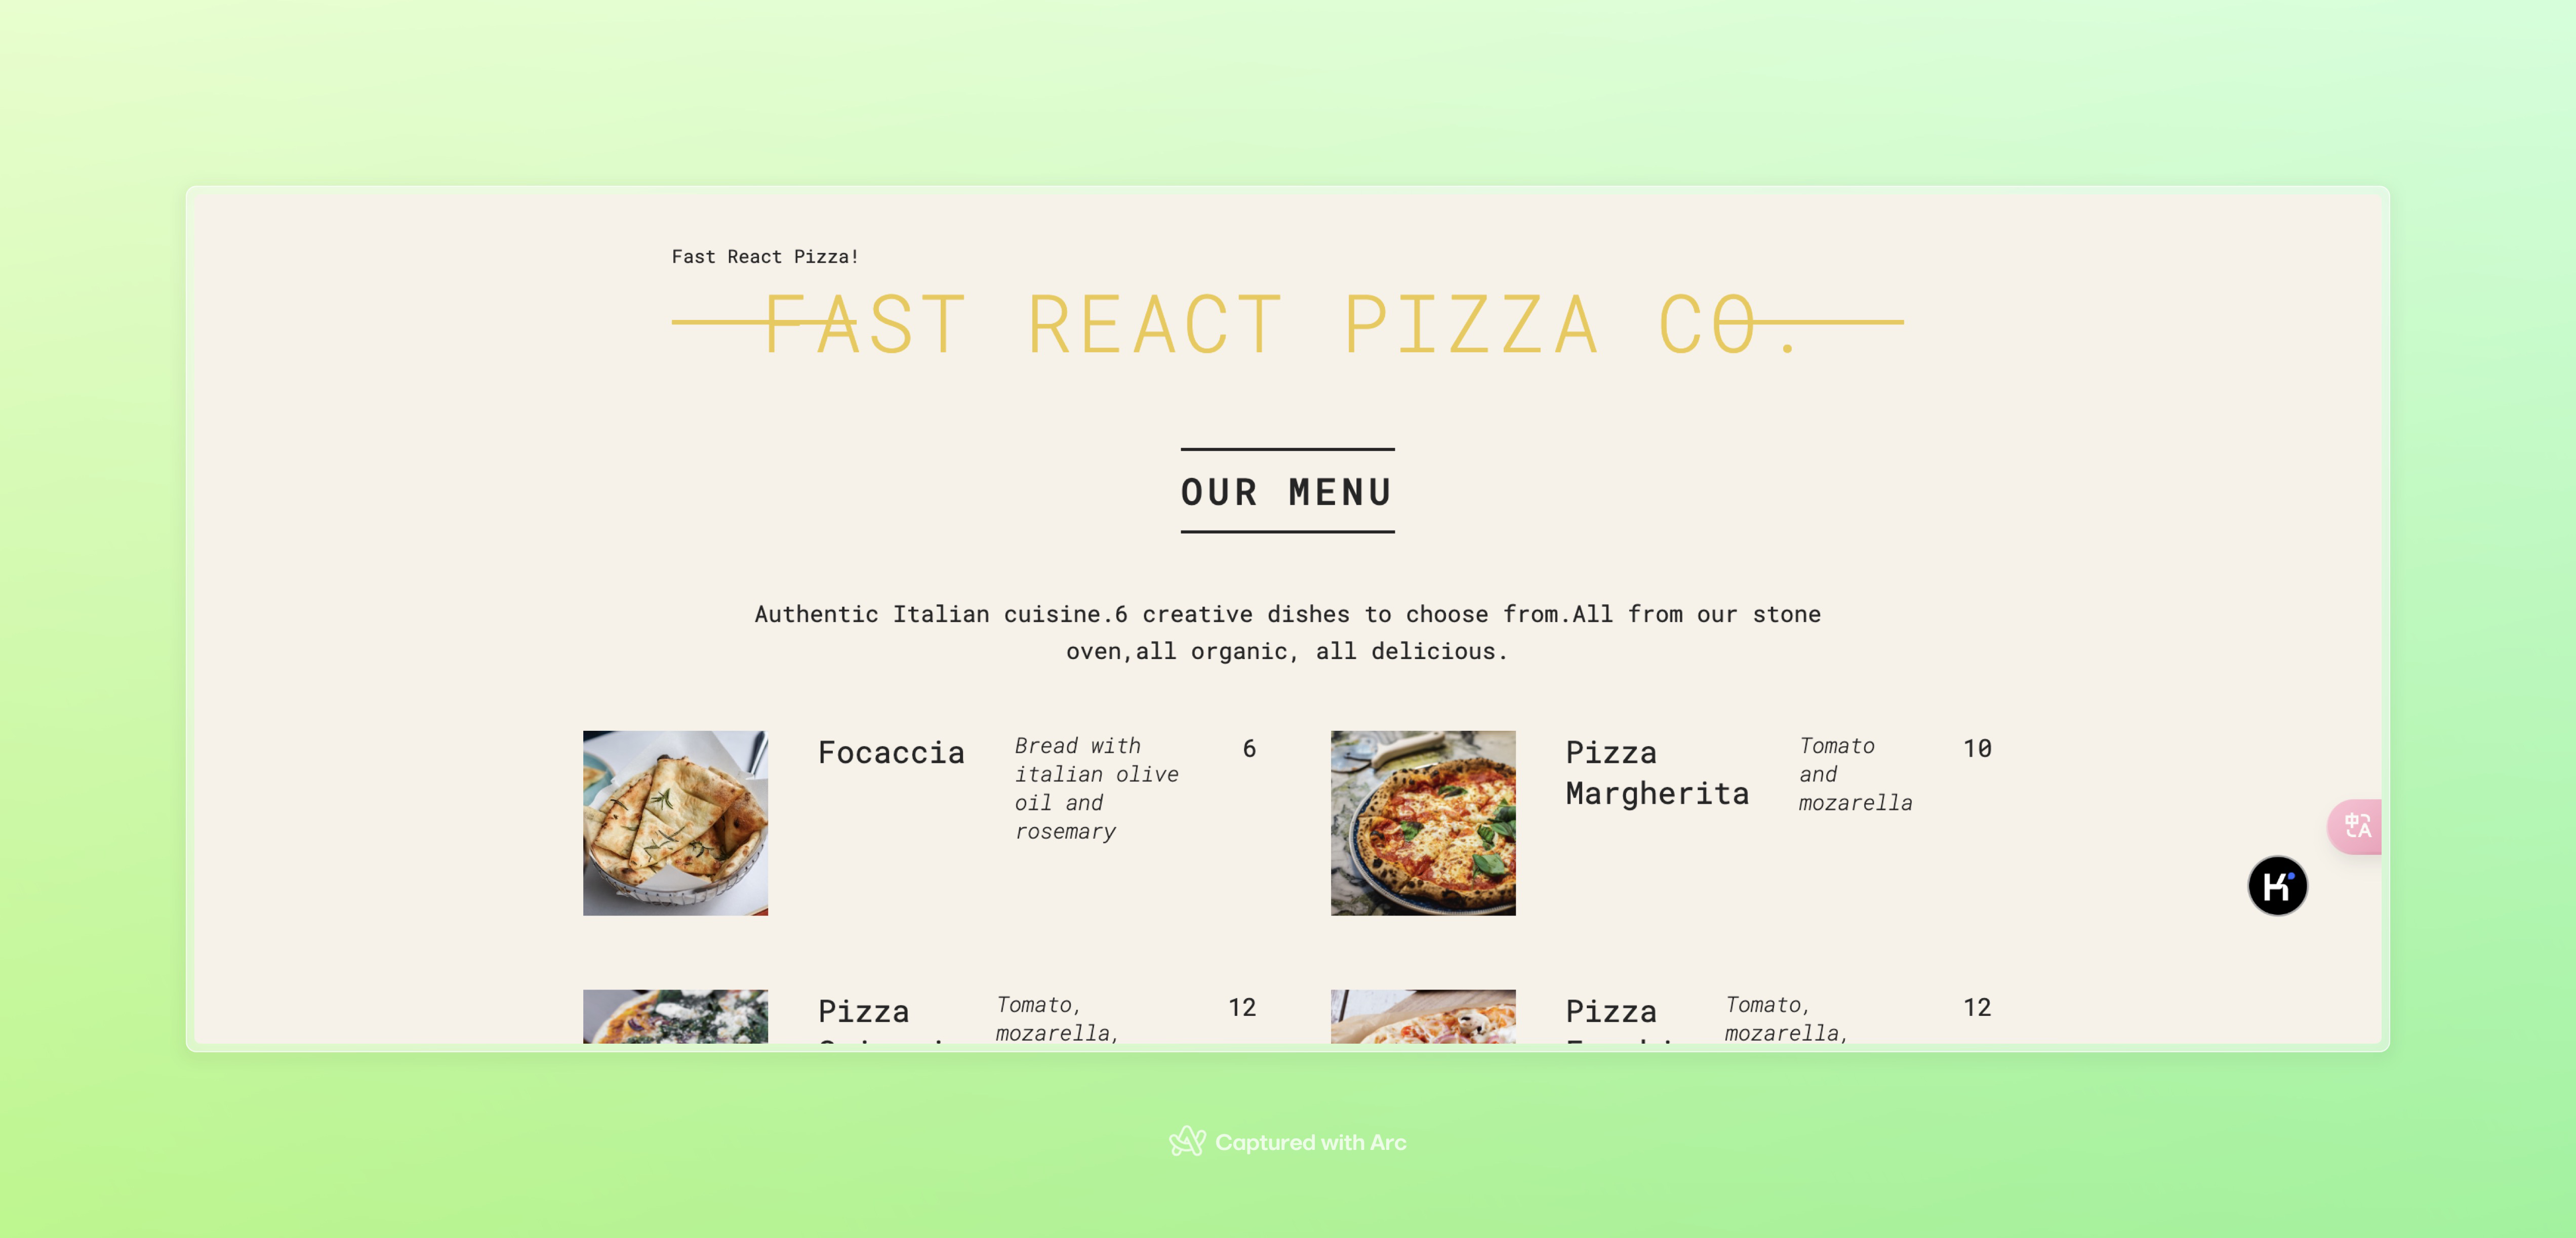 Fast React Pizza!
FAST REACT PIZZA CO.
OUR MENU
Authentic Italian cuisine.6 creative dishes to choose from.All from our stone
oven,all organic, all delicious.
Focaccia
Bread with
italian olive
oil and
rosemary
6
Pizza
Margherita
Tomato
and
mozarella
10
Pizza
Tomato,
mozarella,
12
Pizza
Tomato,
mozarella,
12
中A
K
Captured with Arc